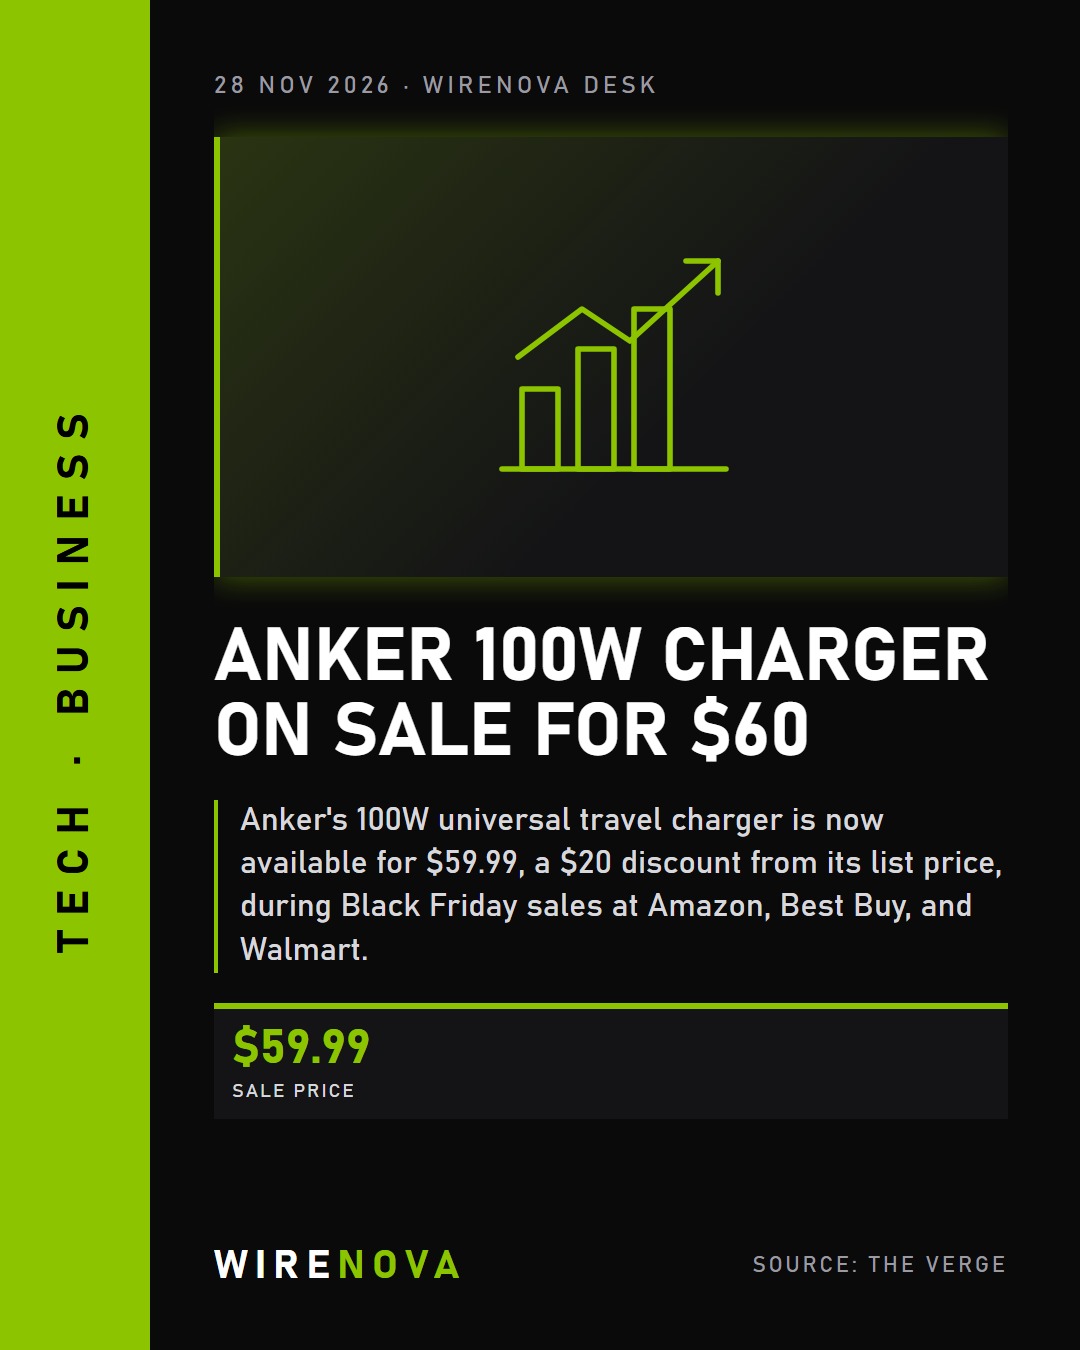 28 NOV 2026 · WIRENOVA DESK
TECH · BUSINESS
ANKER 100W CHARGER
ON SALE FOR $60
Anker's 100W universal travel charger is now
available for $59.99, a $20 discount from its list price,
during Black Friday sales at Amazon, Best Buy, and
Walmart.
$59.99
SALE PRICE
WIRENOVA
SOURCE: THE VERGE